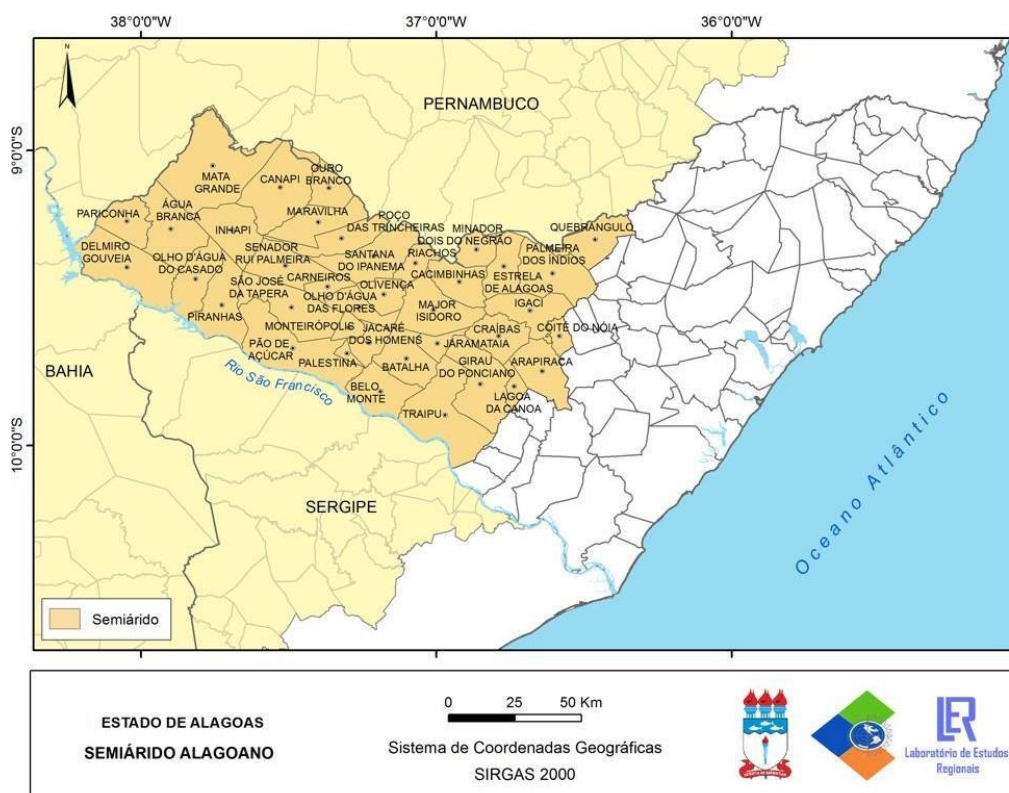 38°0'0"W
37°0'0"W
36°0'0"W
N
9°0'0"S
10°0'0"S
PERNAMBUCO
MATA
GRANDE
CANAPI
OURO
BRANCO
PARICONHA
ÁGUA
BRANCA
INHAPI
MARAVILHA
POÇO
DAS TRINCHEIRAS
MINADOR
DO NEGRÃO
QUEBRANGULO
DELMIRO
GOUVEIA
OLHO D'ÁGUA
DO CASADO
SENADOR
RUI PALMEIRA
SANTANA
DO IPANEMA
DOIS
RIACHOS
PALMEIRA
DOS ÍNDIOS
CACIMBINHAS
ESTRELA
DE ALAGOAS
SÃO JOSÉ
DA TAPERA
CARNEIROS
OLIVENÇA
OLHO D'ÁGUA
DAS FLORES
MAJOR
ISIDORO
IGACI
PIRANHAS
MONTEIRÓPOLIS
JACARÉ
DOS HOMENS
CRAÍBAS
COITÉ DO NÓIA
JARAMATAIA
PÃO DE
AÇÚCAR
PALESTINA
BATALHA
GIRAU
DO PONCIANO
ARAPIRACA
BELO
MONTE
LAGOA
DA CANOA
TRAIPU
BAHIA
Rio São Francisco
SERGIPE
Oceano Atlântico
Semiárido
ESTADO DE ALAGOAS
SEMIÁRIDO ALAGOANO
0 25 50 Km
Sistema de Coordenadas Geográficas
SIRGAS 2000
LER
Laboratório de Estudos
Regionais